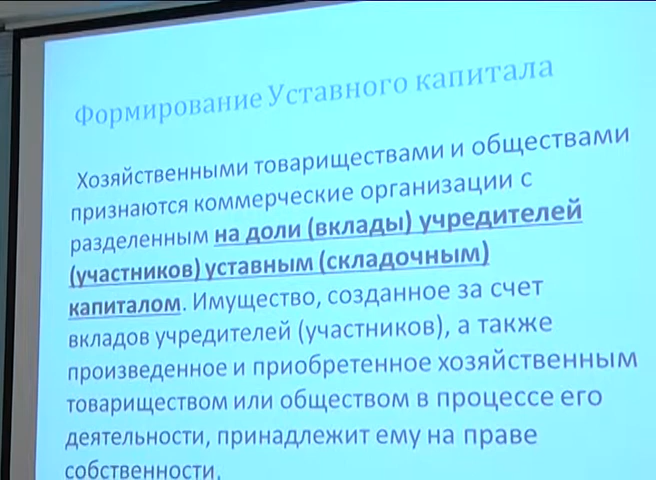 Формирование Уставного капитала
Хозяйственными товариществами и обществами
признаются коммерческие организации с
разделенным на доли (вклады) учредителей
(участников) уставным (складочным)
капиталом. Имущество, созданное за счет
вкладов учредителей (участников), а также
произведенное и приобретенное хозяйственным
товариществом или обществом в процессе его
деятельности, принадлежит ему на праве
собственности.